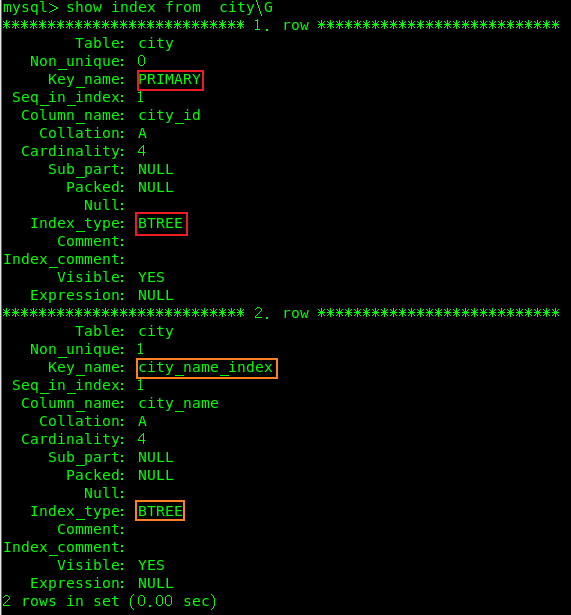 mysql> show index from  city\G
*************************** 1. row ***************************
        Table: city
   Non_unique: 0
     Key_name: PRIMARY
 Seq_in_index: 1
  Column_name: city_id
    Collation: A
  Cardinality: 4
     Sub_part: NULL
       Packed: NULL
         Null:
   Index_type: BTREE
      Comment:
Index_comment:
      Visible: YES
   Expression: NULL
*************************** 2. row ***************************
        Table: city
   Non_unique: 1
     Key_name: city_name_index
 Seq_in_index: 1
  Column_name: city_name
    Collation: A
  Cardinality: 4
     Sub_part: NULL
       Packed: NULL
         Null:
   Index_type: BTREE
      Comment:
Index_comment:
      Visible: YES
   Expression: NULL
2 rows in set (0.00 sec)